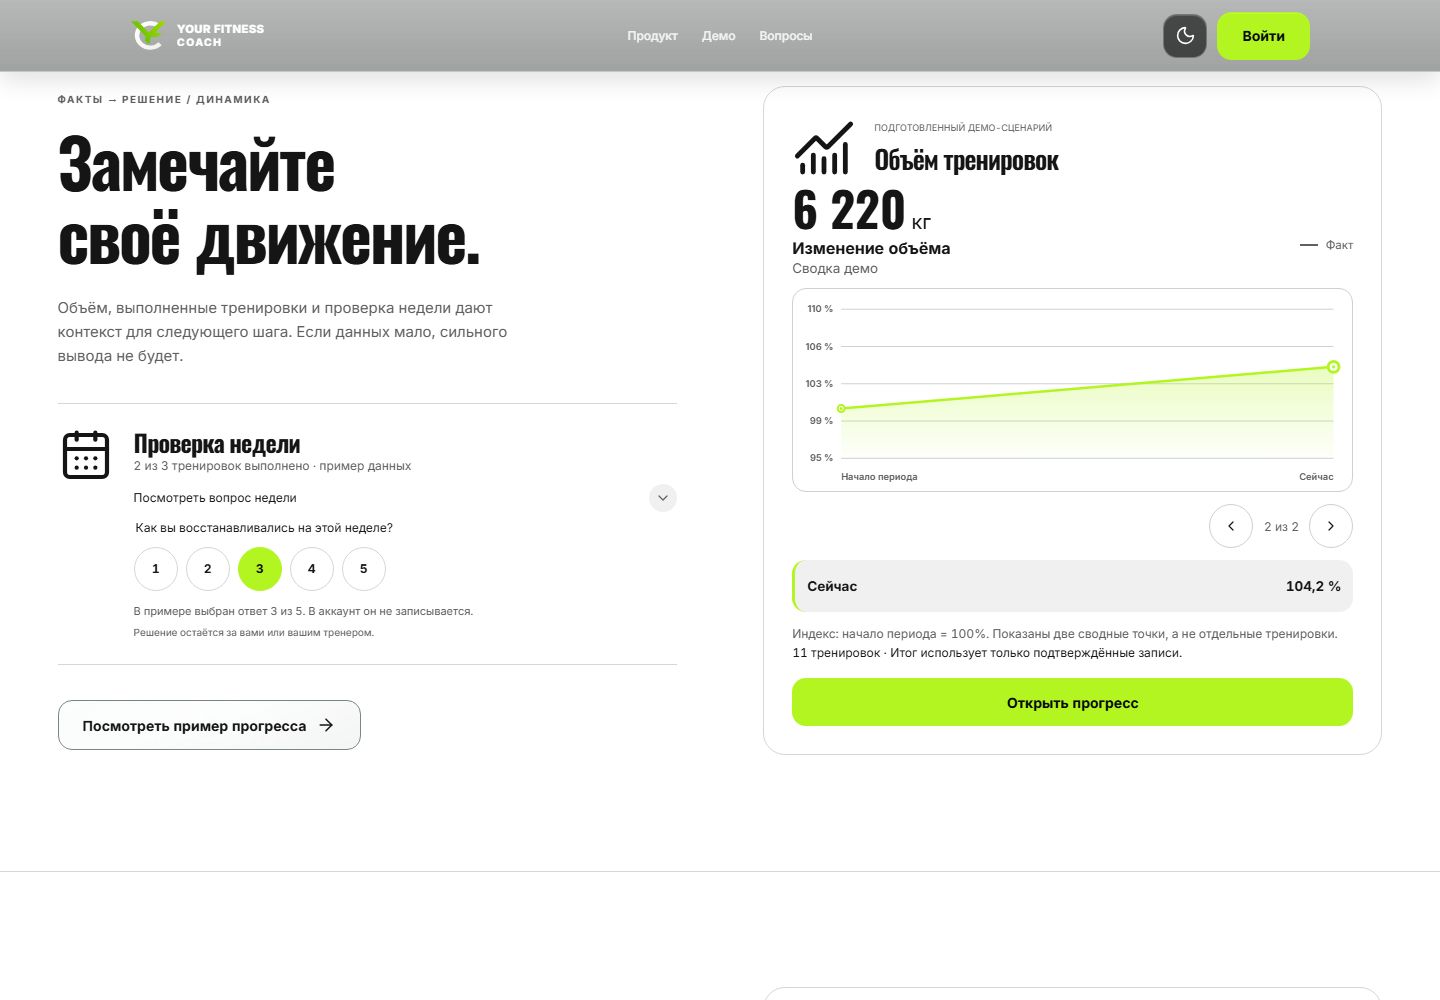 YOUR FITNESS
COACH
Продукт
Демо
Вопросы
Войти
ФАКТЫ → РЕШЕНИЕ / ДИНАМИКА
Замечайте
своё движение.
Объём, выполненные тренировки и проверка недели дают
контекст для следующего шага. Если данных мало, сильного
вывода не будет.
Проверка недели
2 из 3 тренировок выполнено · пример данных
Посмотреть вопрос недели
Как вы восстанавливались на этой неделе?
1
2
3
4
5
В примере выбран ответ 3 из 5. В аккаунт он не записывается.
Решение остаётся за вами или вашим тренером.
Посмотреть пример прогресса →
ПОДГОТОВЛЕННЫЙ ДЕМО-СЦЕНАРИЙ
Объём тренировок
6 220 кг
Изменение объёма
Факт
Сводка демо
110 %
106 %
103 %
99 %
95 %
Начало периода
Сейчас
2 из 2
Сейчас
104,2 %
Индекс: начало периода = 100%. Показаны две сводные точки, а не отдельные тренировки.
11 тренировок · Итог использует только подтверждённые записи.
Открыть прогресс